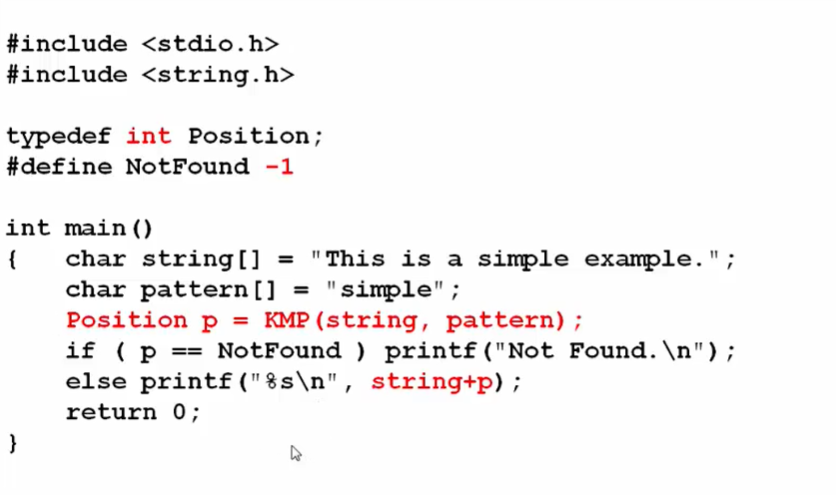 #include <stdio.h>
#include <string.h>
typedef int Position;
#define NotFound -1
int main()
{    char string[] = "This is a simple example.";
     char pattern[] = "simple";
     Position p = KMP(string, pattern);
     if ( p == NotFound ) printf("Not Found.\n");
     else printf("%s\n", string+p);
     return 0;
}